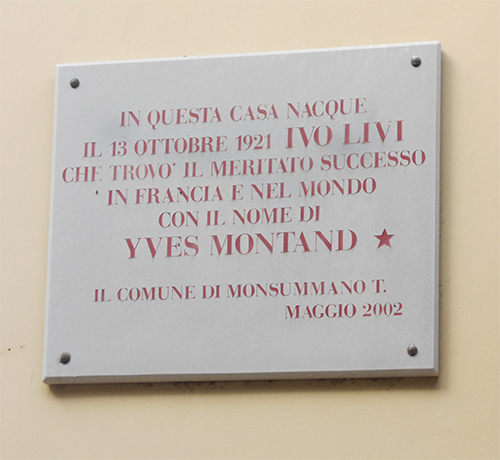 IN QUESTA CASA NACQUE
IL 13 OTTOBRE 1921 IVO LIVI
CHE TROVO' IL MERITATO SUCCESSO
IN FRANCIA E NEL MONDO
CON IL NOME DI
YVES MONTAND ★
IL COMUNE DI MONSUMMANO T.
MAGGIO 2002